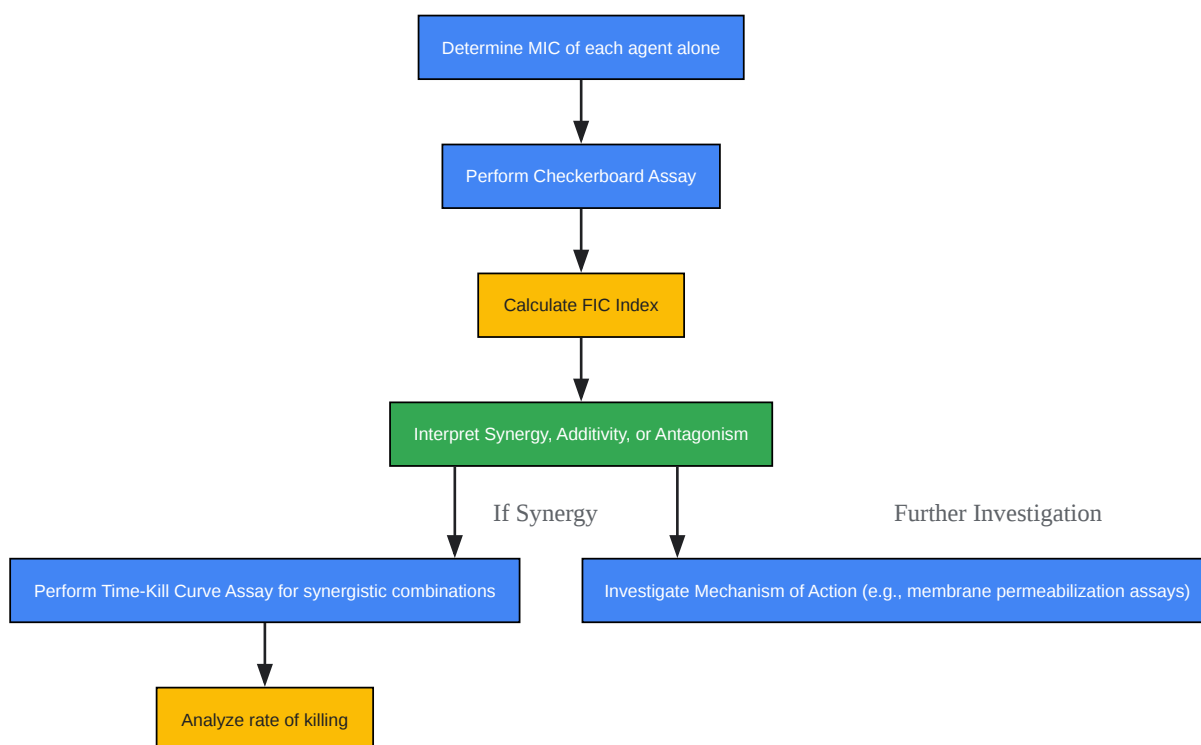 Determine MIC of each agent alone
Perform Checkerboard Assay
Calculate FIC Index
Interpret Synergy, Additivity, or Antagonism
If Synergy
Further Investigation
Perform Time-Kill Curve Assay for synergistic combinations
Investigate Mechanism of Action (e.g., membrane permeabilization assays)
Analyze rate of killing